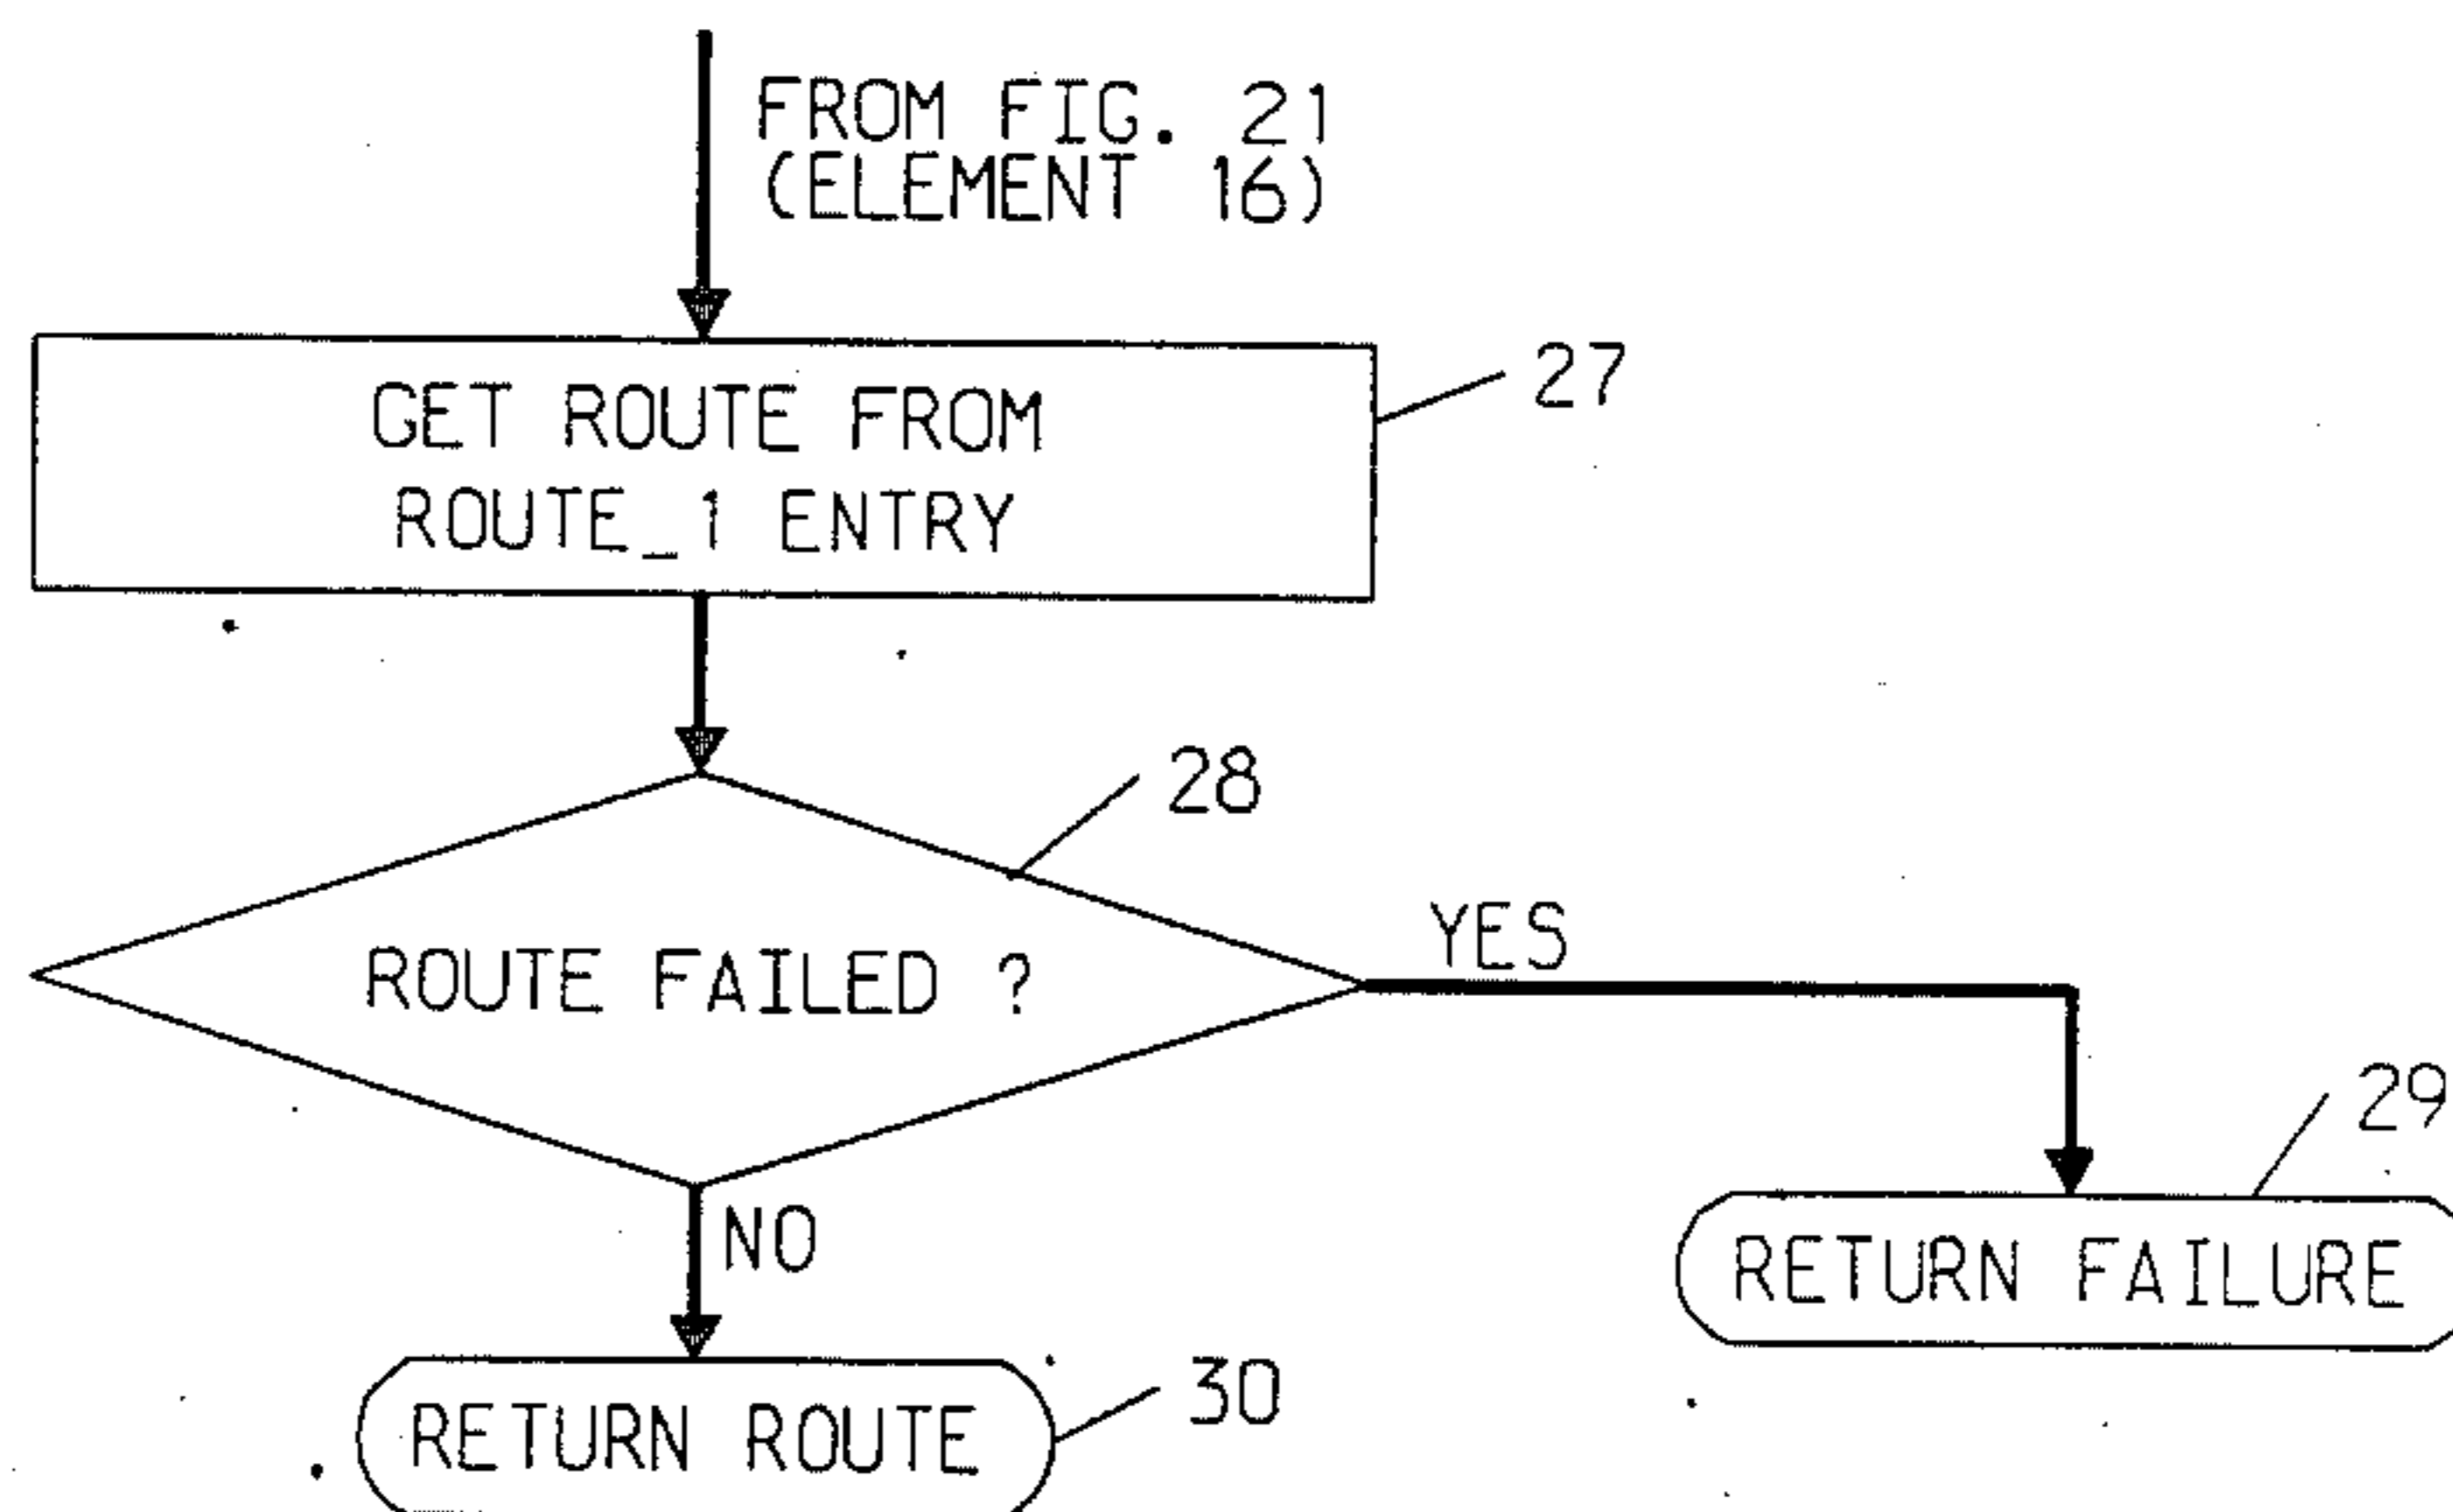 FROM FIG. 21
(ELEMENT 16)
GET ROUTE FROM
ROUTE_1 ENTRY
27
28
ROUTE FAILED ?
YES
29
NO
RETURN FAILURE
RETURN ROUTE
30